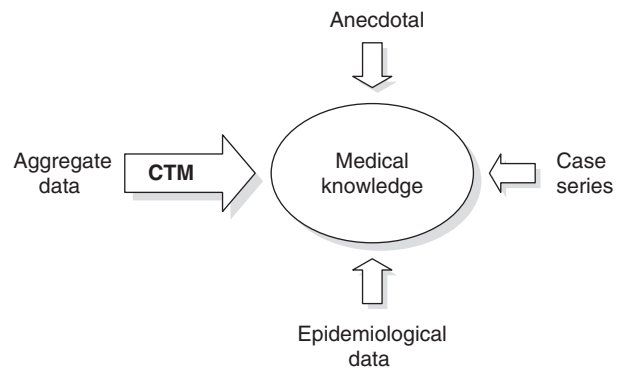 Anecdotal
Aggregate
data
CTM
Medical
knowledge
Case
series
Epidemiological
data